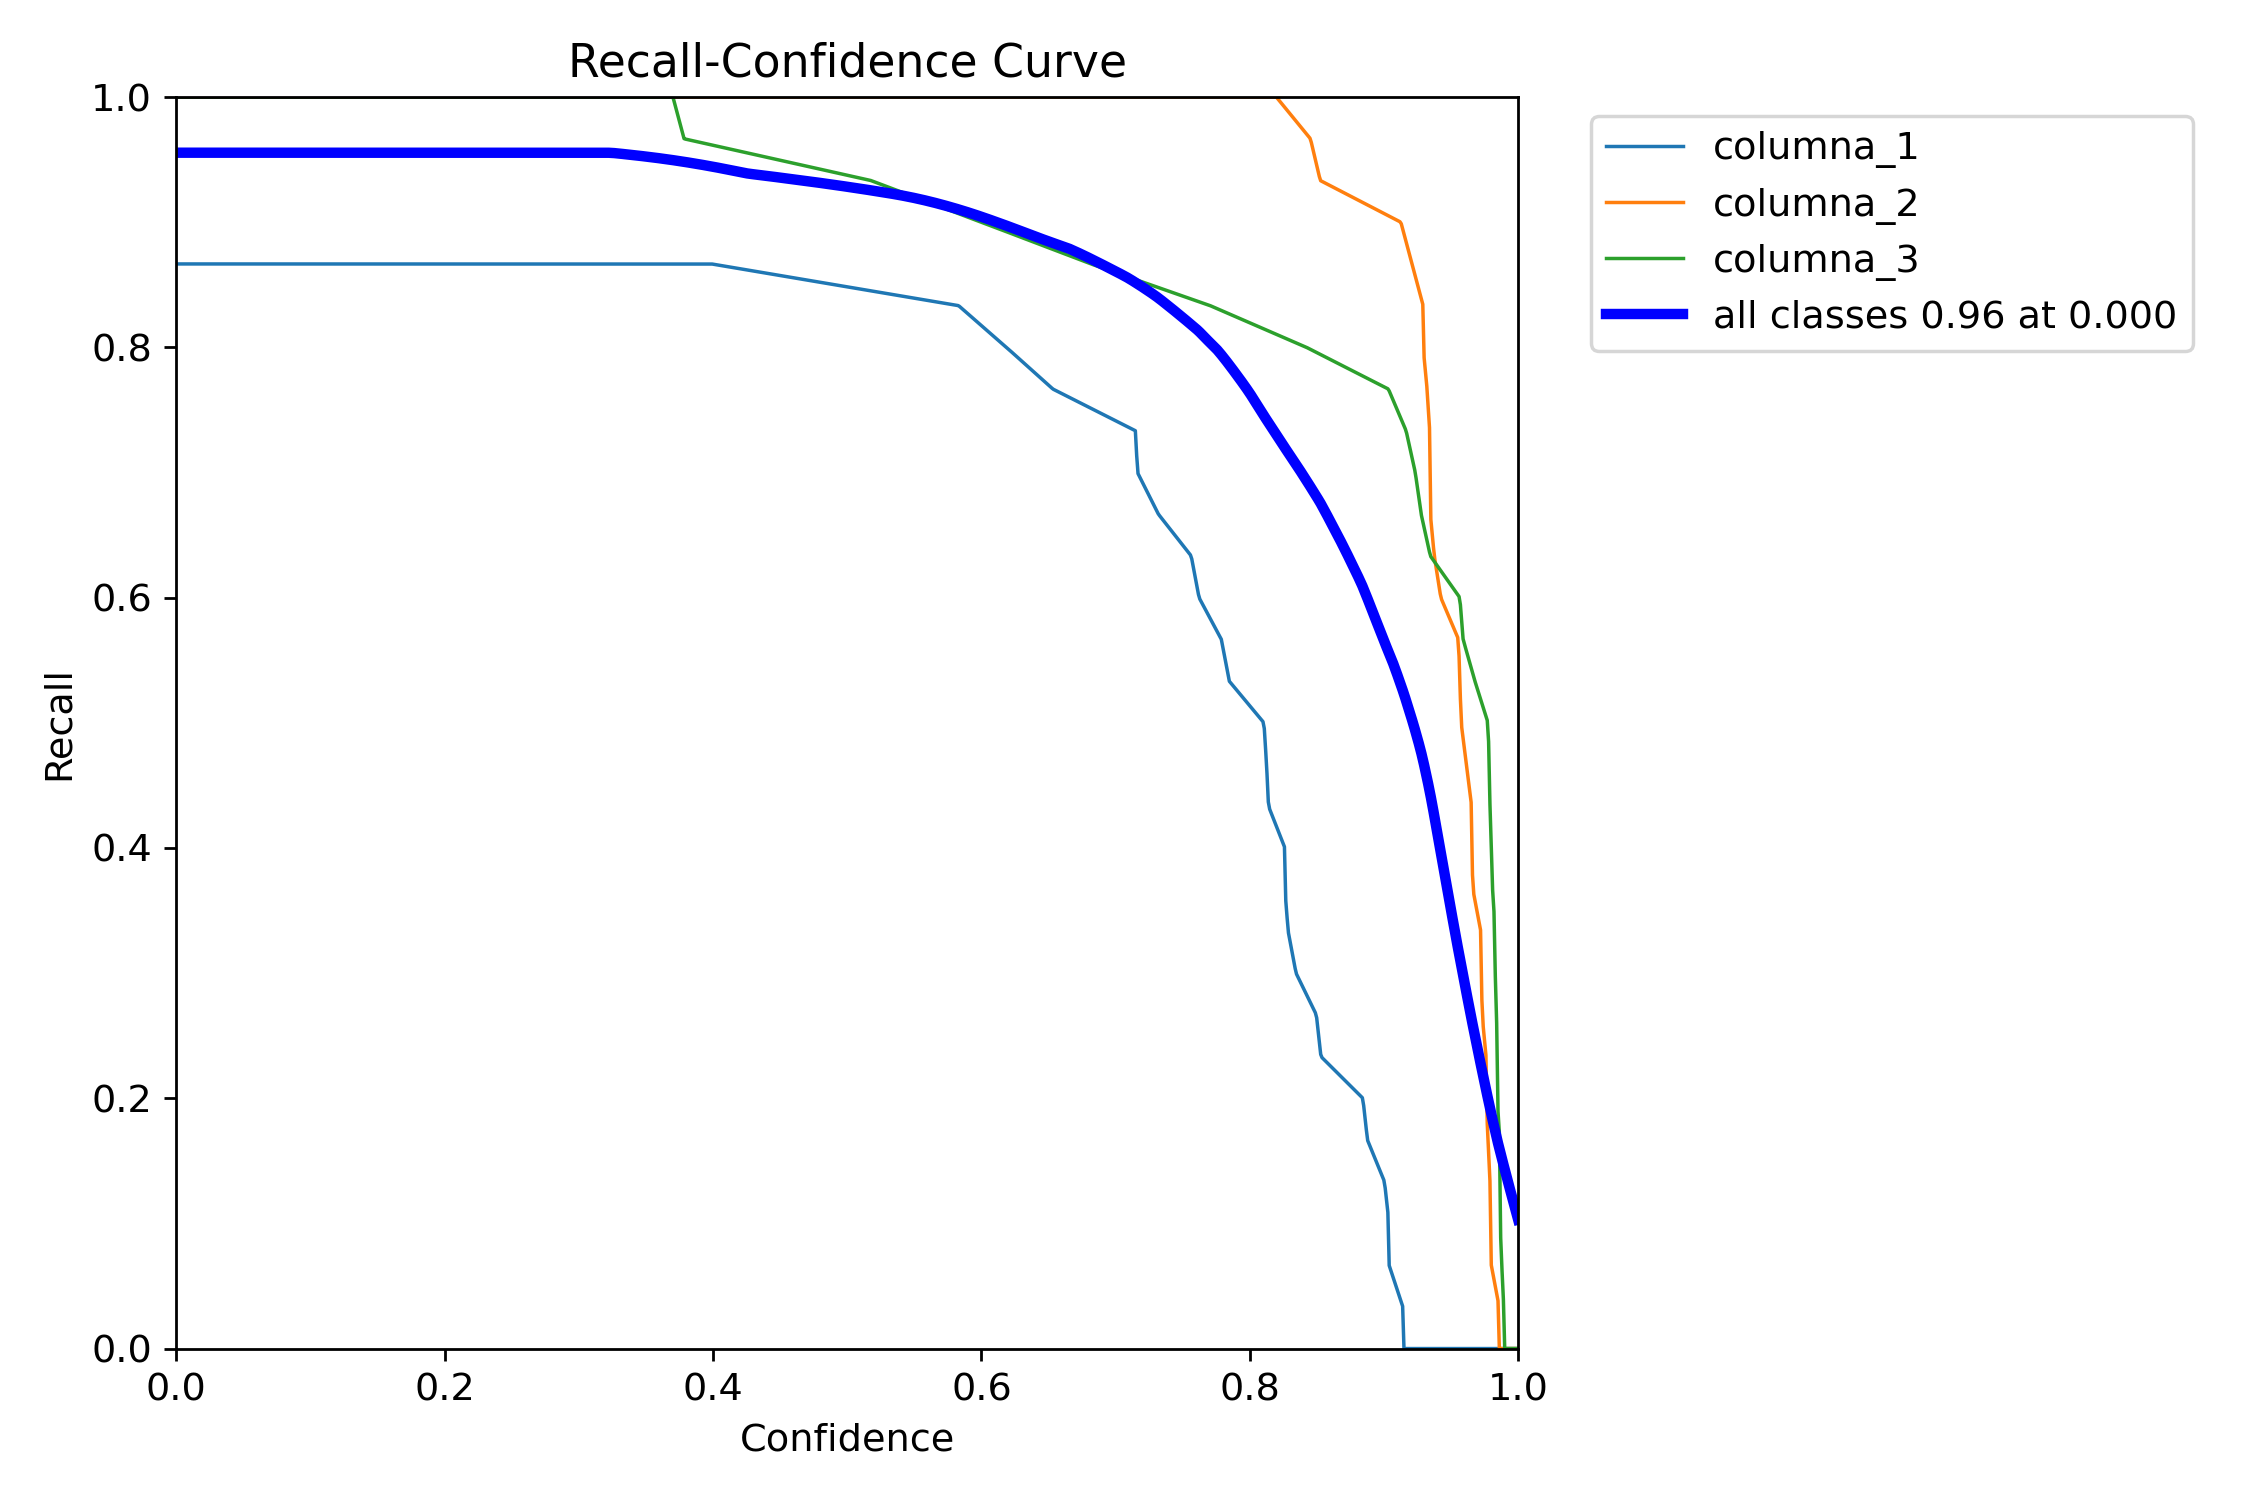 Recall-Confidence Curve
1.0
0.8
0.6
0.4
0.2
0.0
Recall
0.0 0.2 0.4 0.6 0.8 1.0
Confidence
columna_1
columna_2
columna_3
all classes 0.96 at 0.000